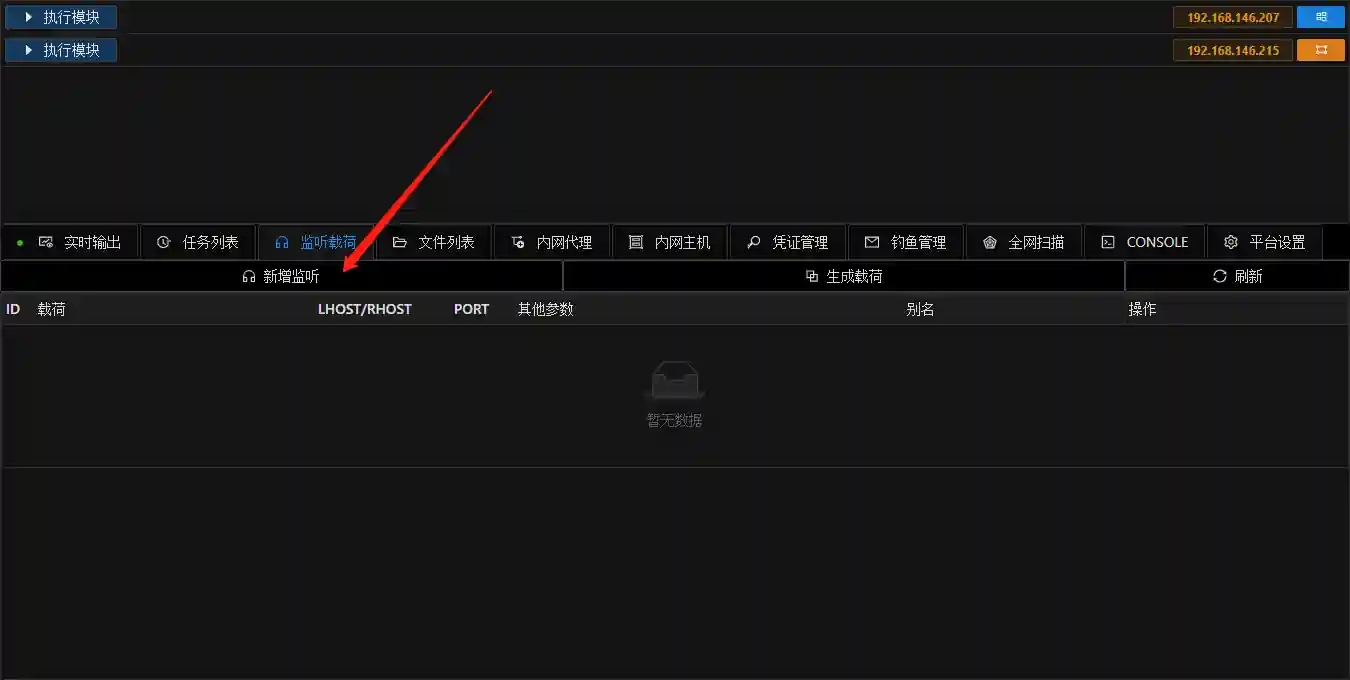 执行模块 192.168.146.207
执行模块 192.168.146.215
实时输出 任务列表 监听载荷 文件列表 内网代理 内网主机 凭证管理 钓鱼管理 全网扫描 CONSOLE 平台设置
新增监听 生成载荷 刷新
ID 载荷 LHOST/RHOST PORT 其他参数 别名 操作
暂无数据